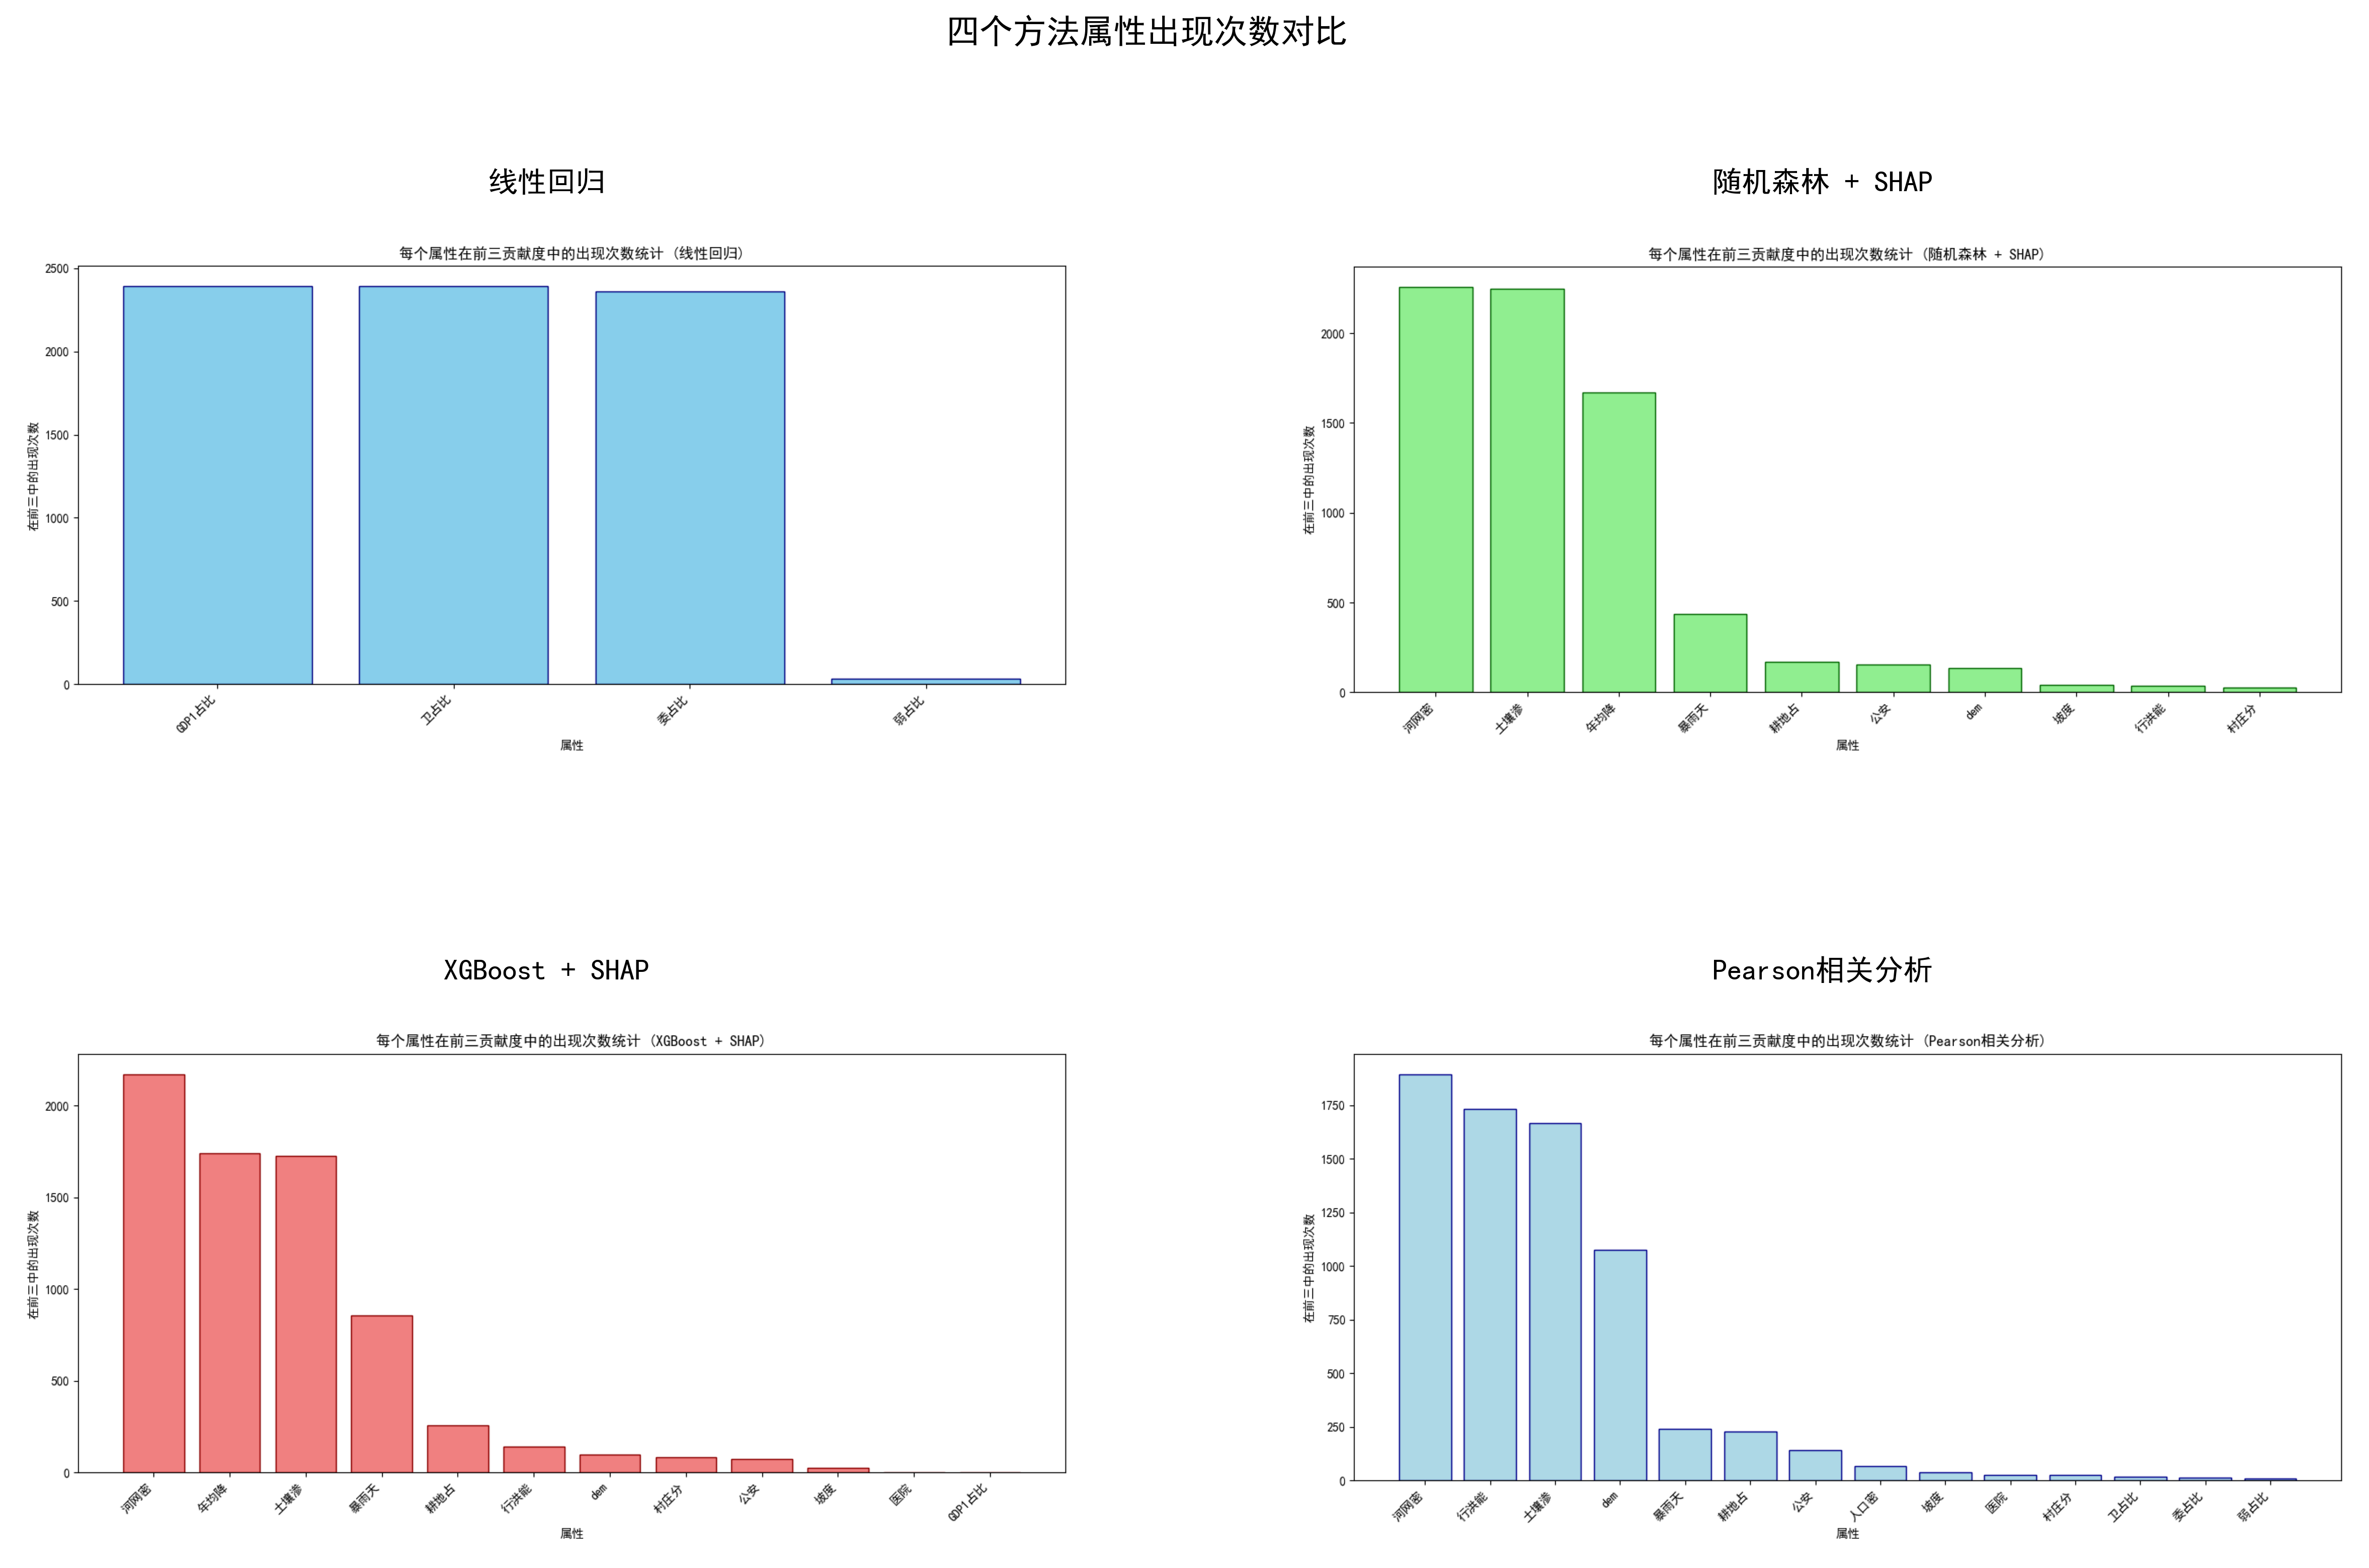 四个方法属性出现次数对比
线性回归
每个属性在前三贡献度中的出现次数统计 (线性回归)
在前三中的出现次数
2500
2000
1500
1000
500
0
GDP1占比
卫占比
委占比
弱占比
属性
随机森林 + SHAP
每个属性在前三贡献度中的出现次数统计 (随机森林 + SHAP)
在前三中的出现次数
2000
1500
1000
500
0
河网密
土壤渗
年均降
暴雨天
耕地占
公安
dem
坡度
行洪能
村庄分
属性
XGBoost + SHAP
每个属性在前三贡献度中的出现次数统计 (XGBoost + SHAP)
在前三中的出现次数
2000
1500
1000
500
0
河网密
年均降
土壤渗
暴雨天
耕地占
行洪能
dem
村庄分
公安
坡度
医院
GDP1占比
属性
Pearson相关分析
每个属性在前三贡献度中的出现次数统计 (Pearson相关分析)
在前三中的出现次数
1750
1500
1250
1000
750
500
250
0
河网密
行洪能
土壤渗
dem
暴雨天
耕地占
公安
人口密
坡度
医院
村庄分
卫占比
委占比
弱占比
属性